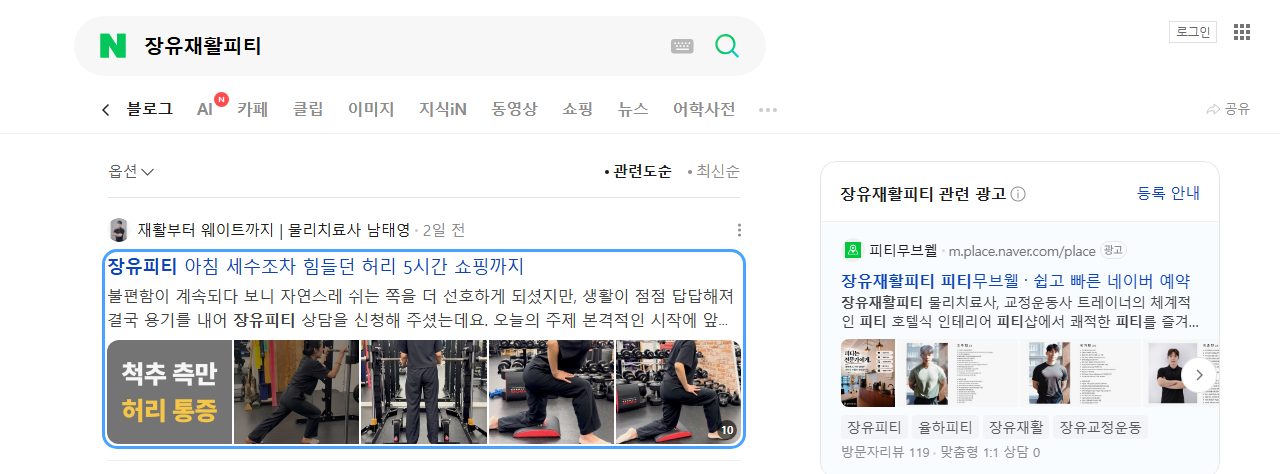 장유재활피티
로그인
블로그 AI N 카페 클립 이미지 지식iN 동영상 쇼핑 뉴스 어학사전
공유
옵션
• 관련도순 • 최신순
재활부터 웨이트까지 | 물리치료사 남태영 · 2일 전
장유피티 아침 세수조차 힘들던 허리 5시간 쇼핑까지
불편함이 계속되다 보니 자연스레 쉬는 쪽을 더 선호하게 되셨지만, 생활이 점점 답답해져
결국 용기를 내어 장유피티 상담을 신청해 주셨는데요. 오늘의 주제 본격적인 시작에 앞...
척추 측만
허리 통증
10
장유재활피티 관련 광고
등록 안내
피티무브웰 · m.place.naver.com/place 광고
장유재활피티 피티무브웰 · 쉽고 빠른 네이버 예약
장유재활피티 물리치료사, 교정운동사 트레이너의 체계적
인 피티 호텔식 인테리어 피티샵에서 쾌적한 피티를 즐겨...
장유피티 율하피티 장유재활 장유교정운동
방문자리뷰 119 · 맞춤형 1:1 상담 0